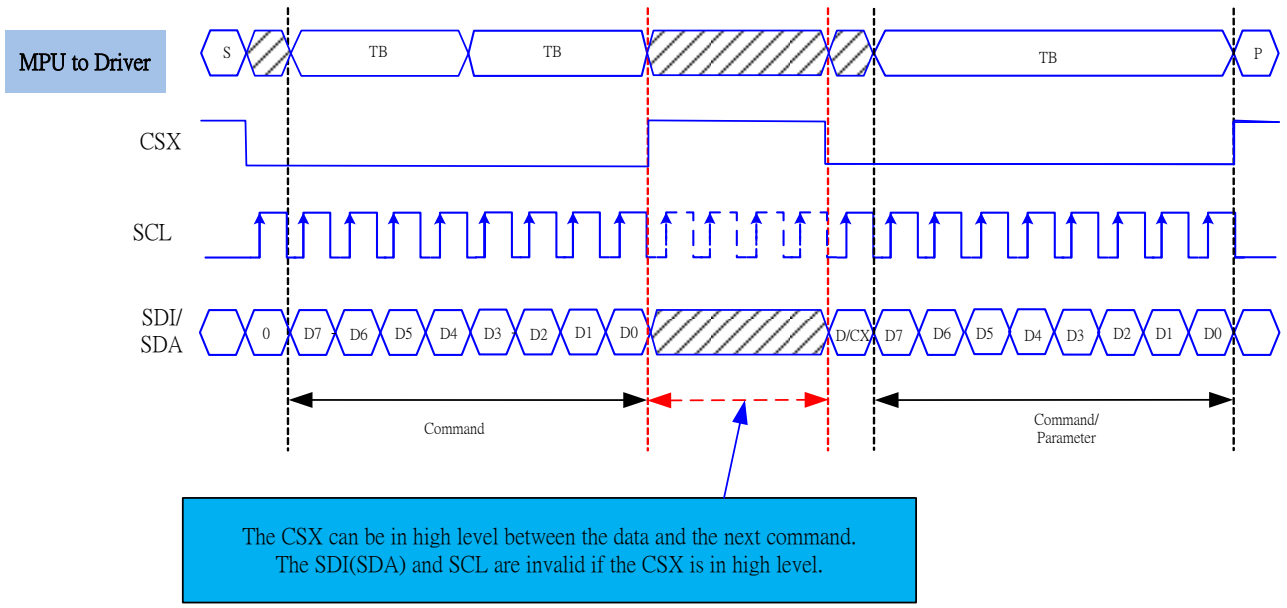 MPU to Driver
S
TB
TB
TB
P
CSX
SCL
SDI/
SDA
0
D7
D6
D5
D4
D3
D2
D1
D0
D/CX
D7
D6
D5
D4
D3
D2
D1
D0
Command
Command/
Parameter
The CSX can be in high level between the data and the next command.
The SDI(SDA) and SCL are invalid if the CSX is in high level.